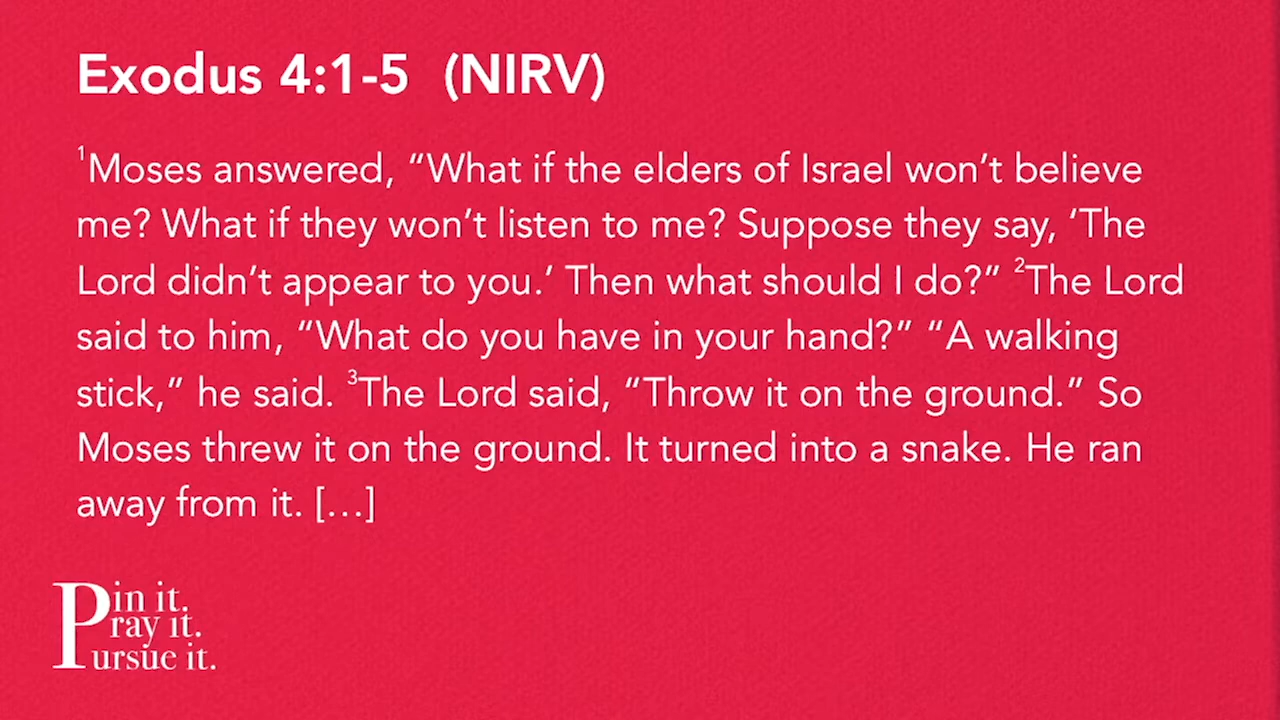 Exodus 4:1-5 (NIRV)
1Moses answered, “What if the elders of Israel won’t believe
me? What if they won’t listen to me? Suppose they say, ‘The
Lord didn’t appear to you.’ Then what should I do?” 2The Lord
said to him, “What do you have in your hand?” “A walking
stick,” he said. 3The Lord said, “Throw it on the ground.” So
Moses threw it on the ground. It turned into a snake. He ran
away from it. […]
Pin it.
Pray it.
Pursue it.